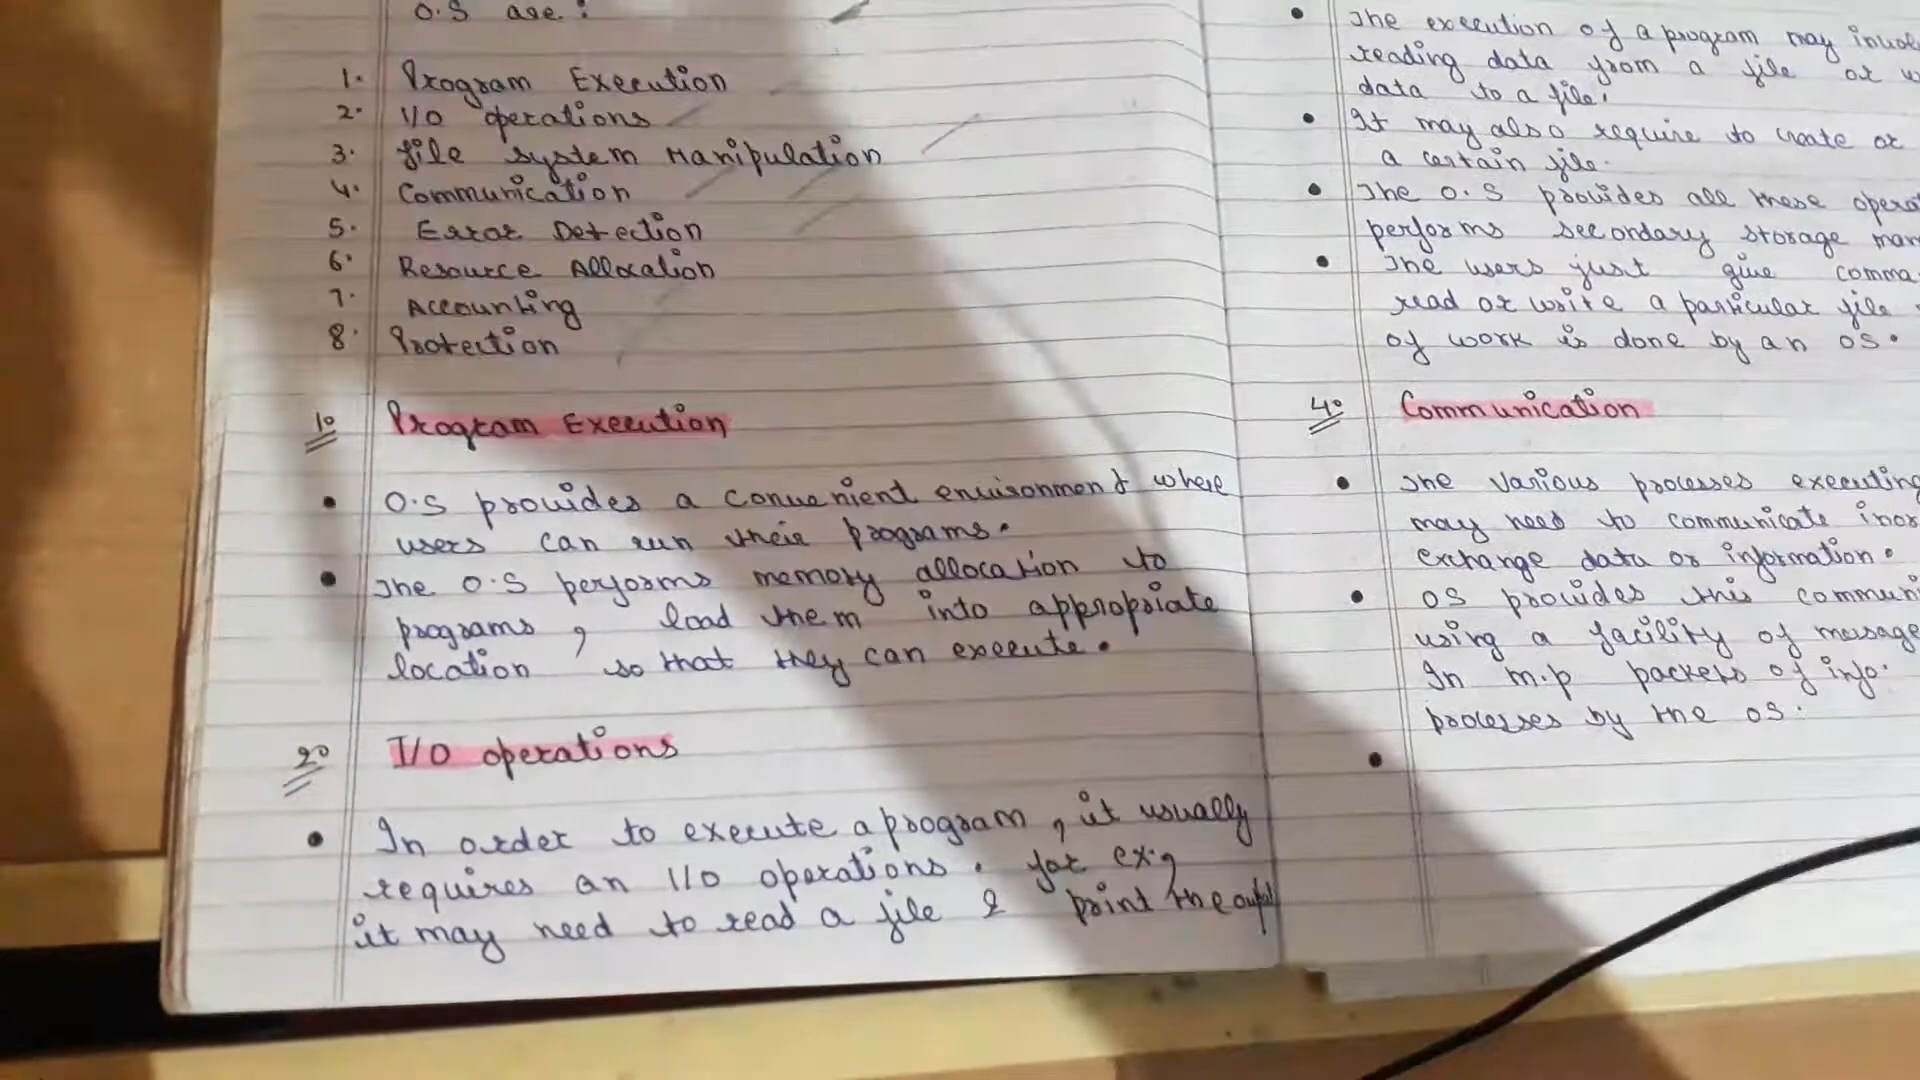 O.S are :
1. Program Execution
2. I/O operations
3. file system Manipulation
4. Communication
5. Error Detection
6. Resource Allocation
7. Accounting
8. Protection
1. Program Execution
• O.S provides a convenient environment where
users can run their programs.
• The O.S performs memory allocation to
programs, load them into appropriate
location so that they can execute.
2. I/O operations
• In order to execute a program, it usually
requires an I/O operations. for ex,
it may need to read a file & print the
• The execution of a program may
reading data from a file or
data to a file.
• It may also require to create or
a certain file.
• The O.S provides all these
performs secondary storage
• The users just give
read or write a particular file
of work is done by an OS.
4. Communication
• The various processes executing
may need to communicate
exchange data or information.
• OS provides this
using a facility of message
In m.p packets of info.
processes by the OS.
•